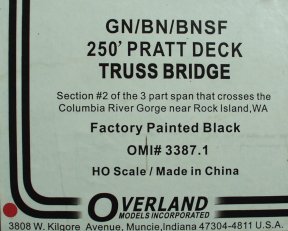 GN/BN/BNSF
250' PRATT DECK
TRUSS BRIDGE
Section #2 of the 3 part span that crosses the
Columbia River Gorge near Rock Island,WA
Factory Painted Black
OMI# 3387.1
HO Scale / Made in China
OVERLAND
MODELS INCORPORATED
3808 W. Kilgore Avenue, Muncie,Indiana 47304-4811 U.S.A.